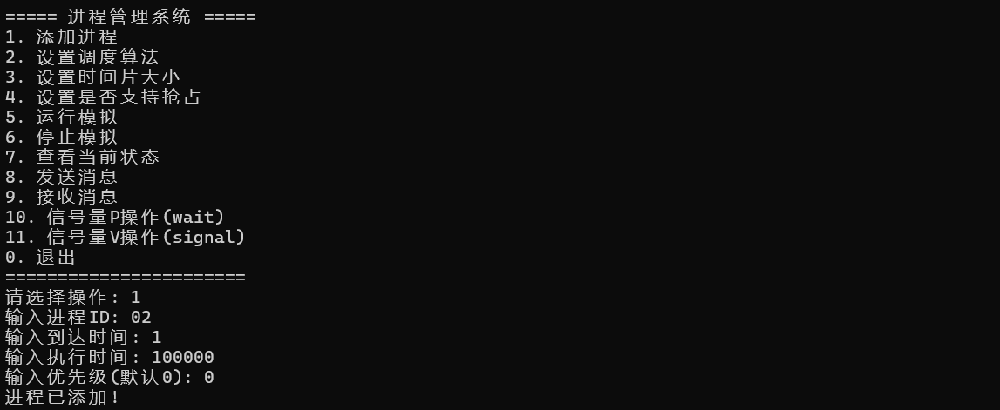 ===== 进程管理系统 =====
1. 添加进程
2. 设置调度算法
3. 设置时间片大小
4. 设置是否支持抢占
5. 运行模拟
6. 停止模拟
7. 查看当前状态
8. 发送消息
9. 接收消息
10. 信号量P操作(wait)
11. 信号量V操作(signal)
0. 退出
=======================
请选择操作: 1
输入进程ID: 02
输入到达时间: 1
输入执行时间: 100000
输入优先级(默认0): 0
进程已添加!